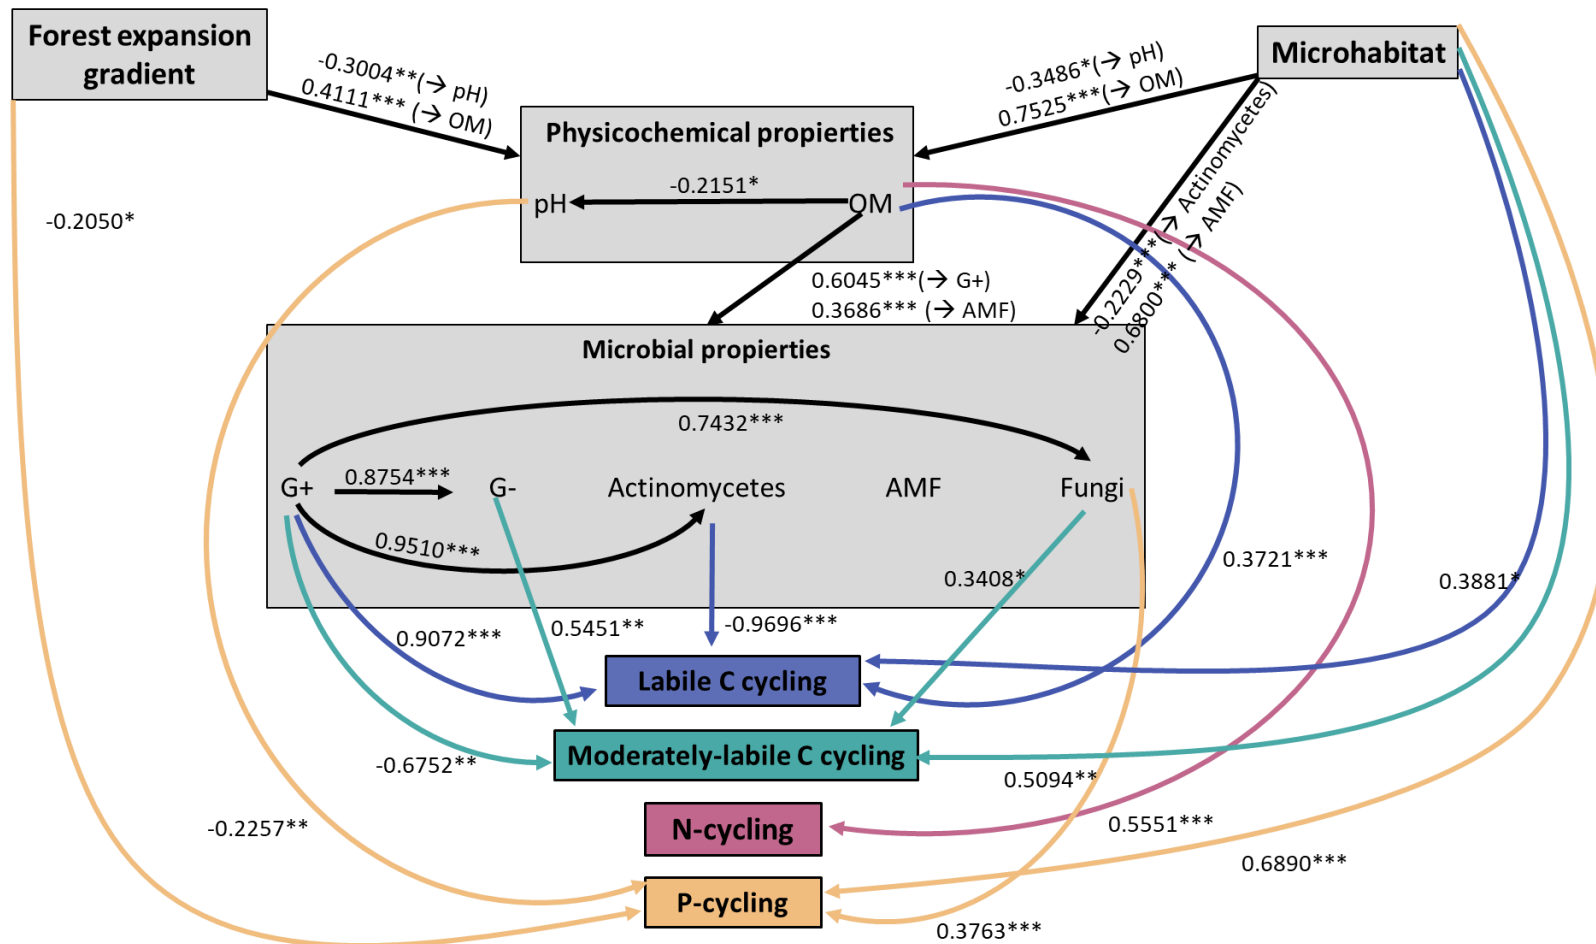 Forest expansion
gradient
Microhabitat
-0.3004**(→ pH)
0.4111*** (→ OM)
-0.3486*(→ pH)
0.7525***(→ OM)
Physicochemical propierties
-0.2151*
pH
OM
-0.2050*
-0.2229*** (→ Actinomycetes)
0.6800*** (→ AMF)
0.6045***(→ G+)
0.3686*** (→ AMF)
Microbial propierties
0.7432***
0.8754***
G+
G-
Actinomycetes
AMF
Fungi
0.9510***
0.3408*
0.3721***
0.3881*
0.9072***
0.5451**
-0.9696***
Labile C cycling
Moderately-labile C cycling
-0.6752**
0.5094**
-0.2257**
N-cycling
0.5551***
0.6890***
P-cycling
0.3763***